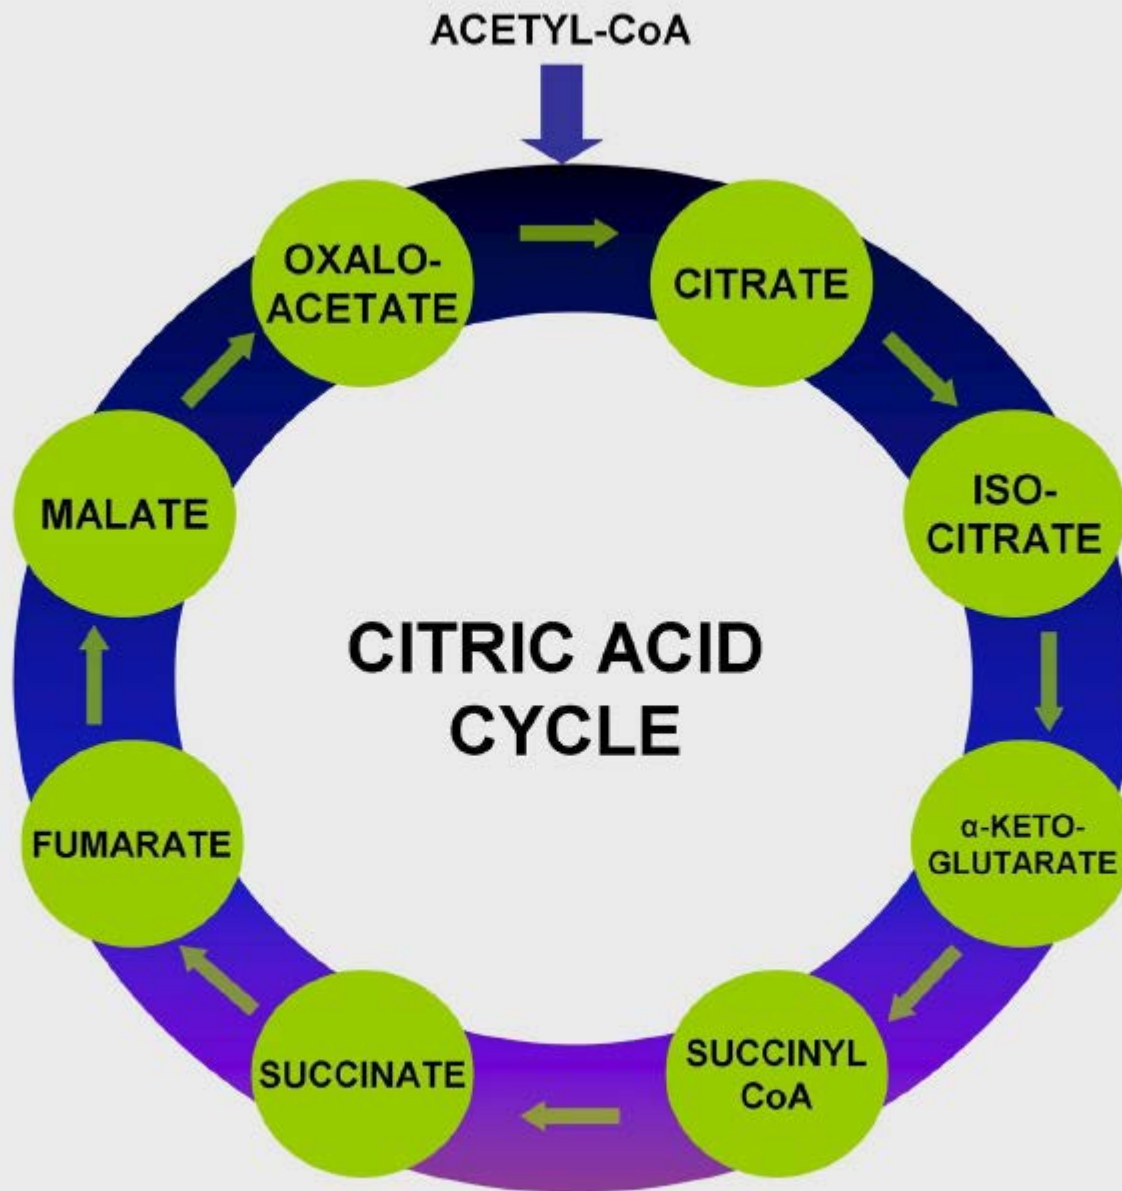 ACETYL-CoA
OXALO-
ACETATE
CITRATE
ISO-
CITRATE
α-KETO-
GLUTARATE
SUCCINYL
CoA
SUCCINATE
FUMARATE
MALATE
CITRIC ACID
CYCLE